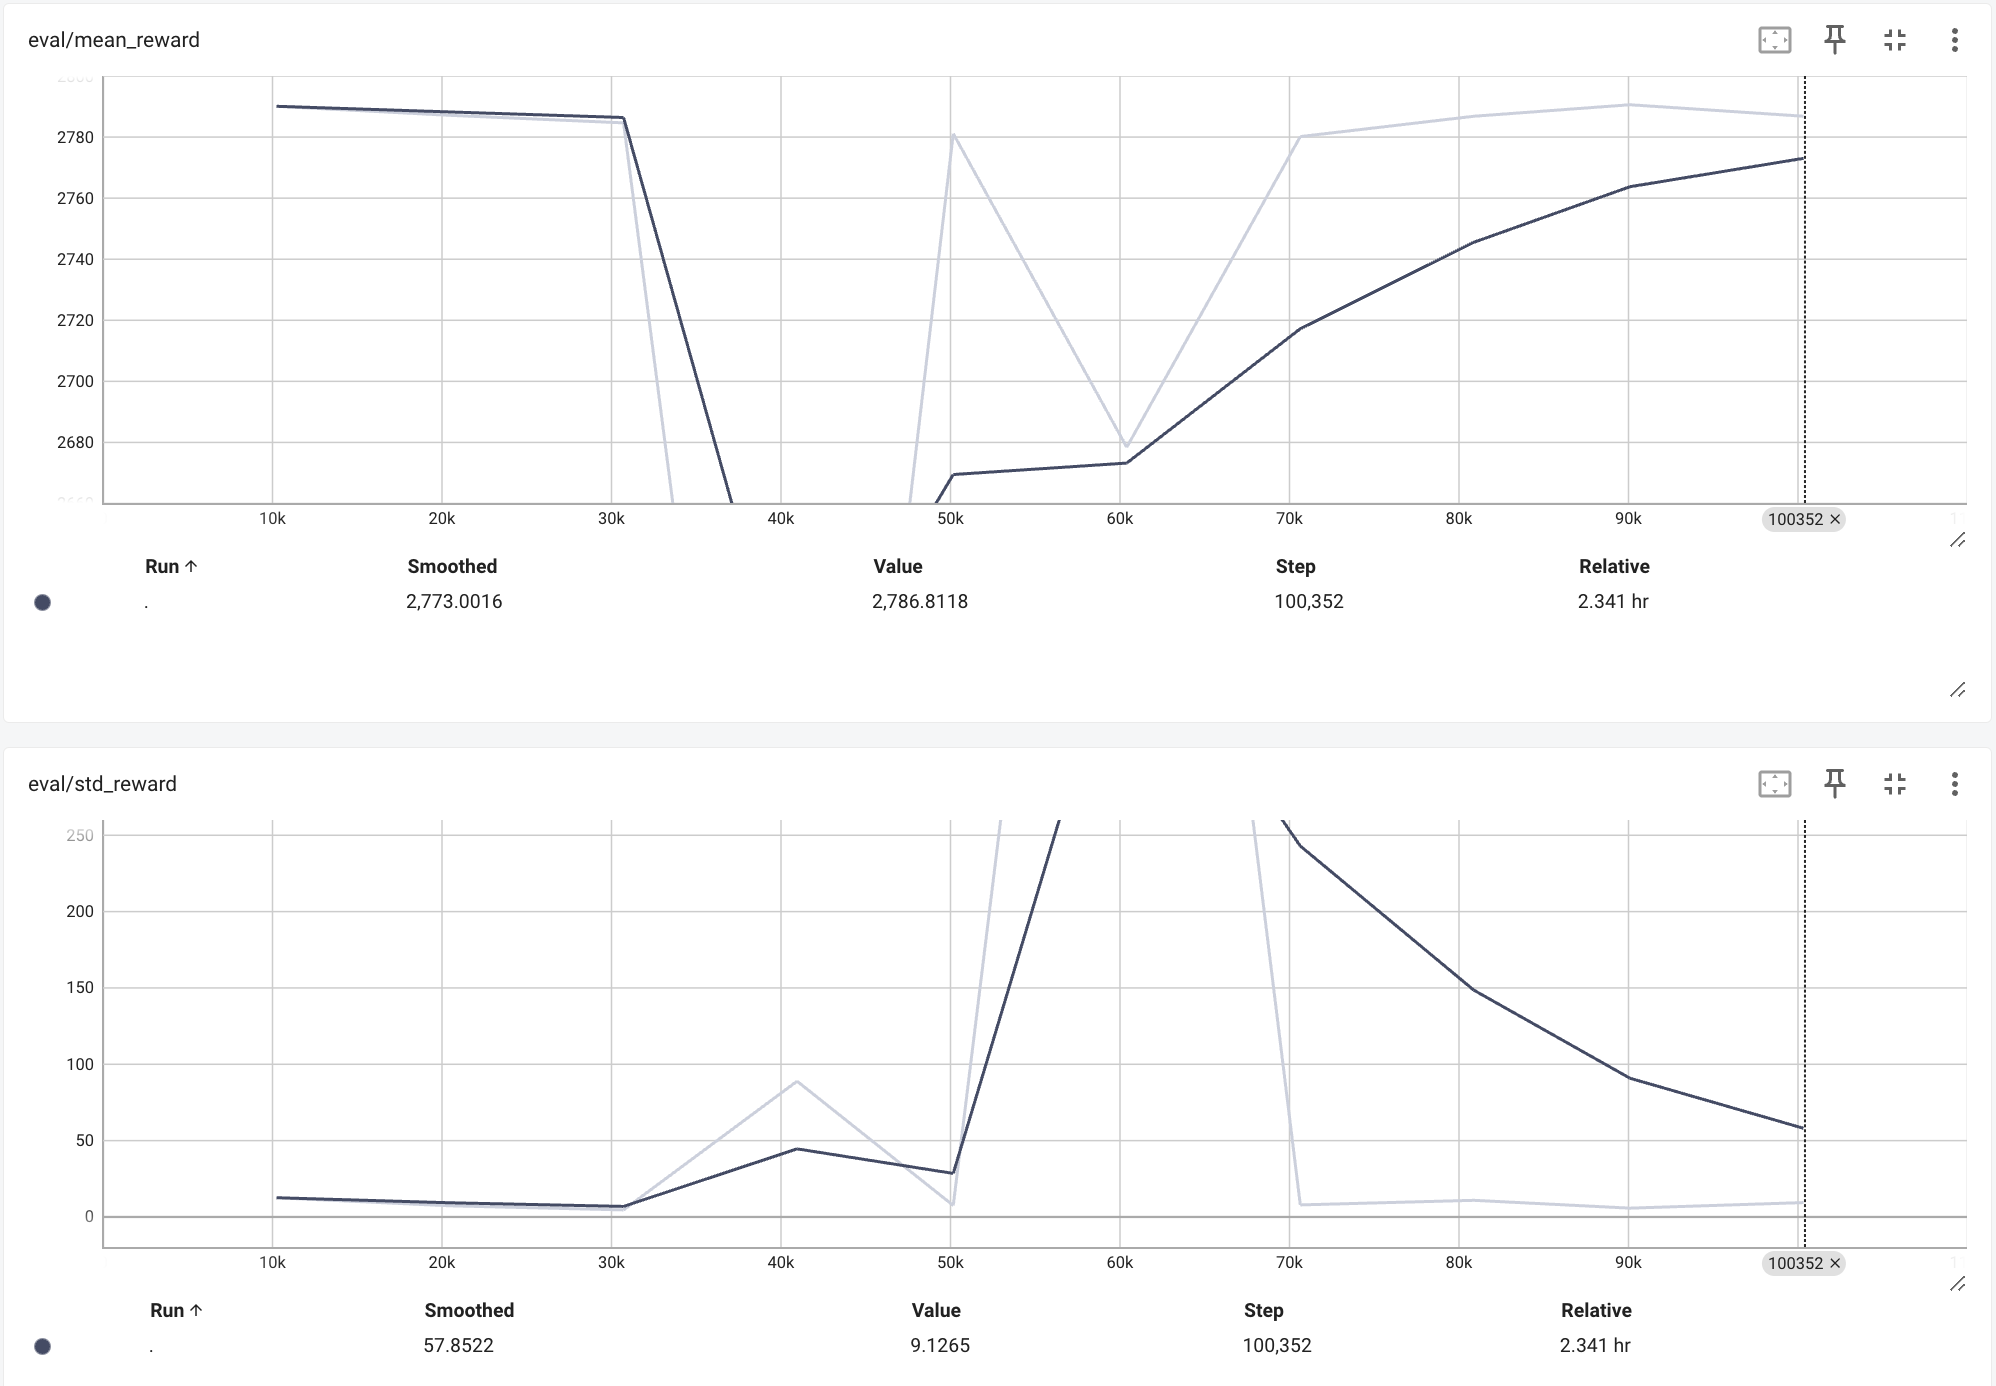 eval/mean_reward
2780
2760
2740
2720
2700
2680
10k 20k 30k 40k 50k 60k 70k 80k 90k 100352 ×
Run ↑ Smoothed Value Step Relative
. 2,773.0016 2,786.8118 100,352 2.341 hr
eval/std_reward
250
200
150
100
50
0
10k 20k 30k 40k 50k 60k 70k 80k 90k 100352 ×
Run ↑ Smoothed Value Step Relative
. 57.8522 9.1265 100,352 2.341 hr